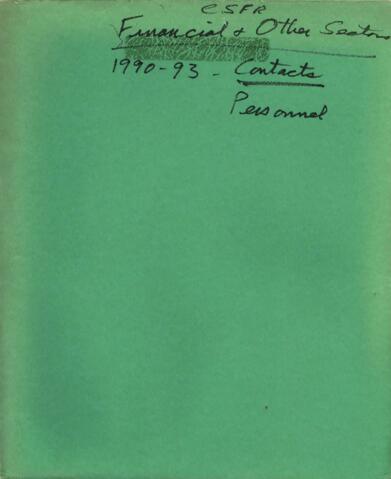 CSFR
Financial & Other Sectors
1990-93 - Contacts
Personnel